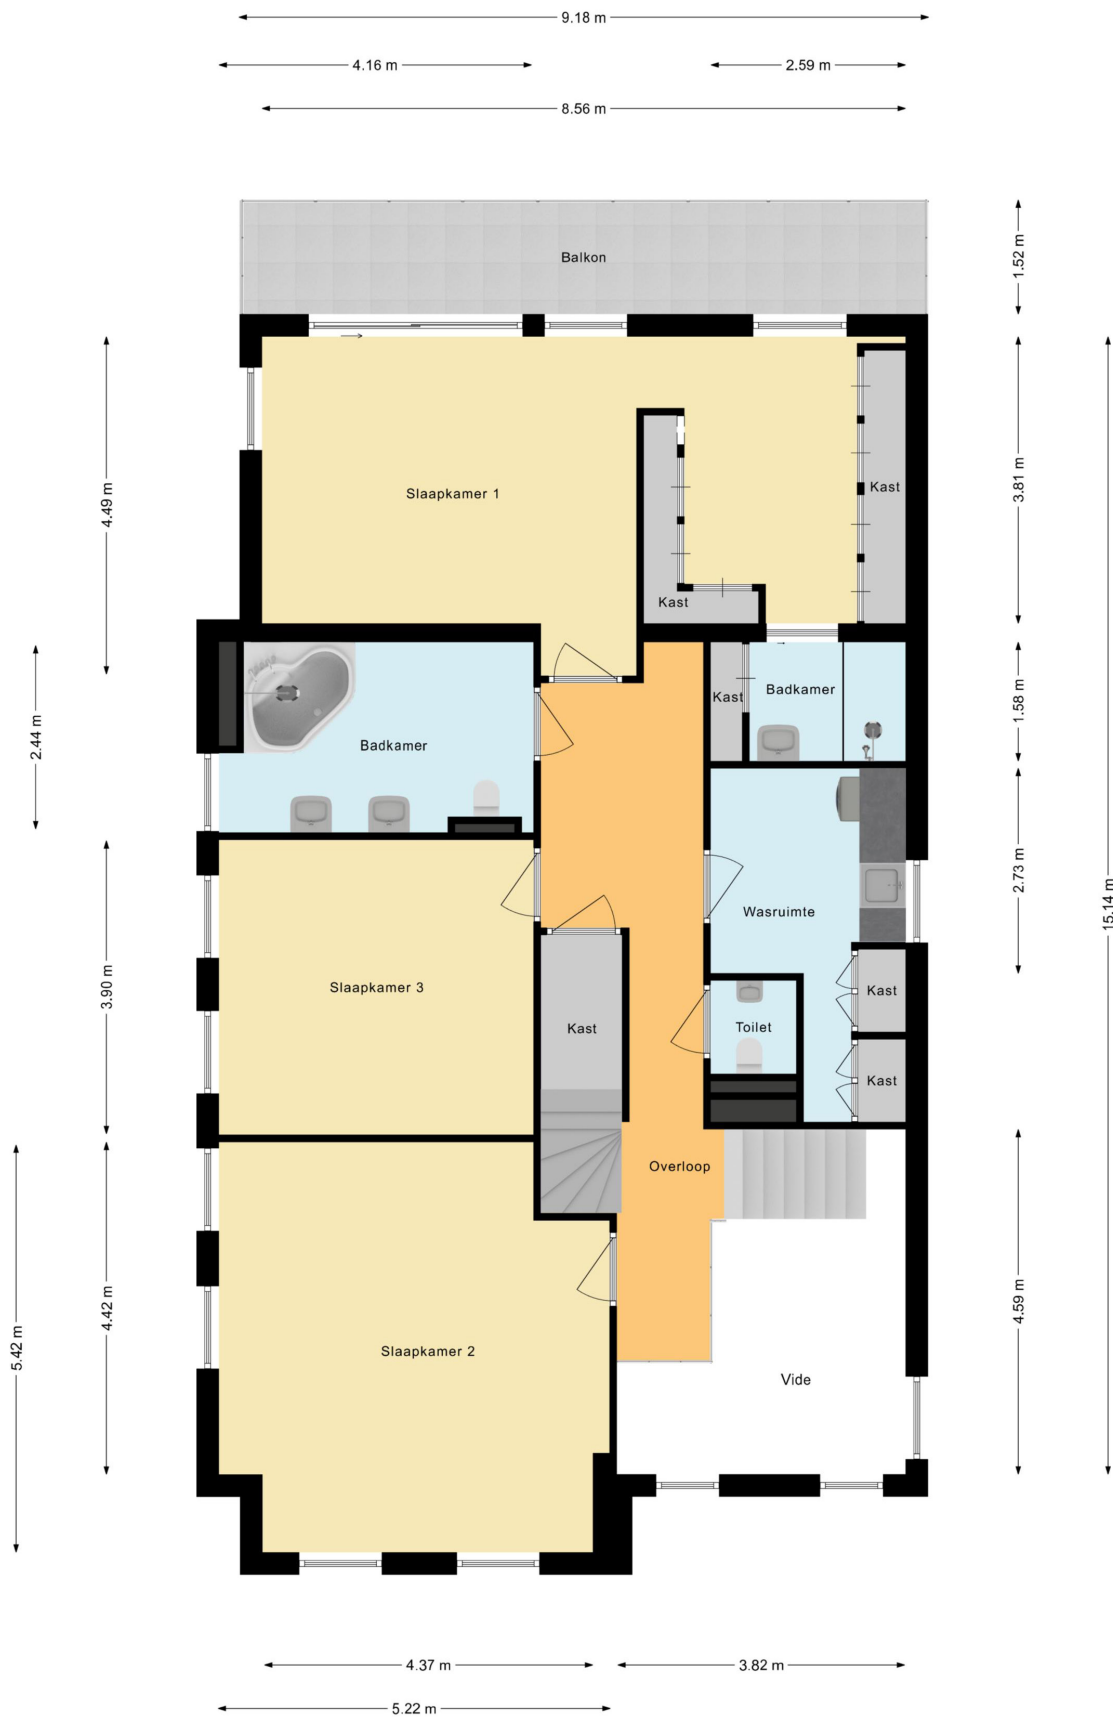 9.18 m
4.16 m
2.59 m
8.56 m
Balkon
1.52 m
4.49 m
Slaapkamer 1
Kast
3.81 m
15.14 m
Kast
2.44 m
Badkamer
Kast
Badkamer
1.58 m
Wasruimte
2.73 m
3.90 m
Slaapkamer 3
Kast
Toilet
Kast
Kast
Overloop
5.42 m
4.42 m
Slaapkamer 2
Vide
4.59 m
4.37 m
3.82 m
5.22 m